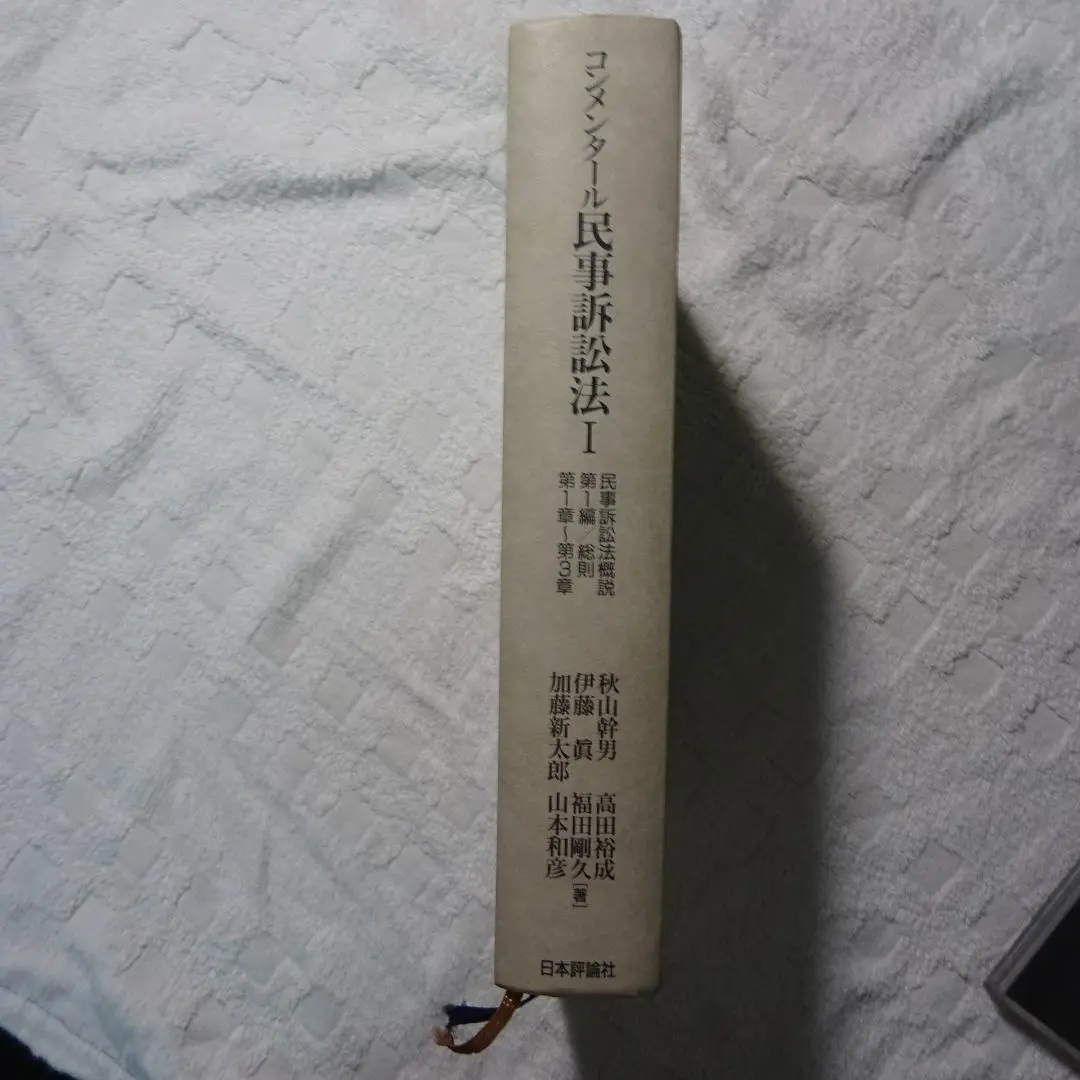 コンメンタール民事訴訟法Ⅰ
民事訴訟法概説
第1編/総則
第1章~第3章
秋山幹男
伊藤 眞
加藤新太郎
高田裕成
福田剛久[著]
山本和彦
日本評論社